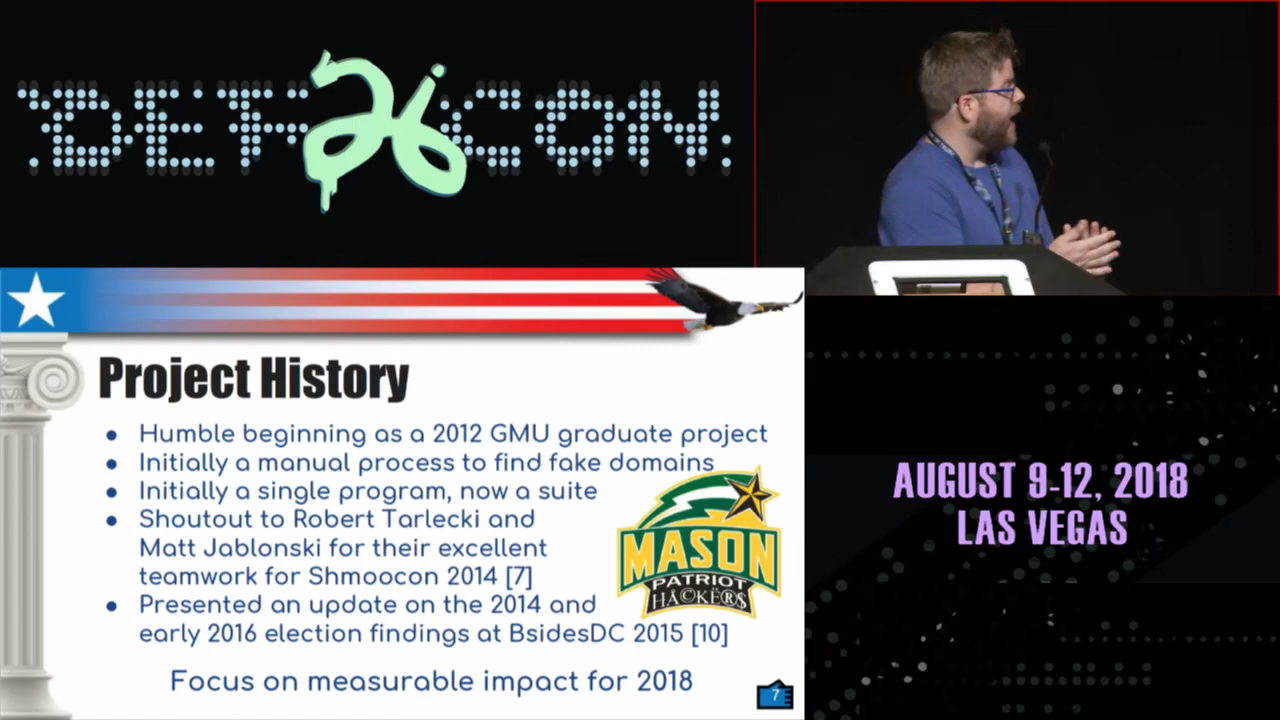 DEF CON 26
Project History
● Humble beginning as a 2012 GMU graduate project
● Initially a manual process to find fake domains
● Initially a single program, now a suite
● Shoutout to Robert Tarlecki and
Matt Jablonski for their excellent
teamwork for Shmoocon 2014 [7]
● Presented an update on the 2014 and
early 2016 election findings at BsidesDC 2015 [10]
MASON
PATRIOT
HÅ©KËR$
Focus on measurable impact for 2018
7
AUGUST 9-12, 2018
LAS VEGAS